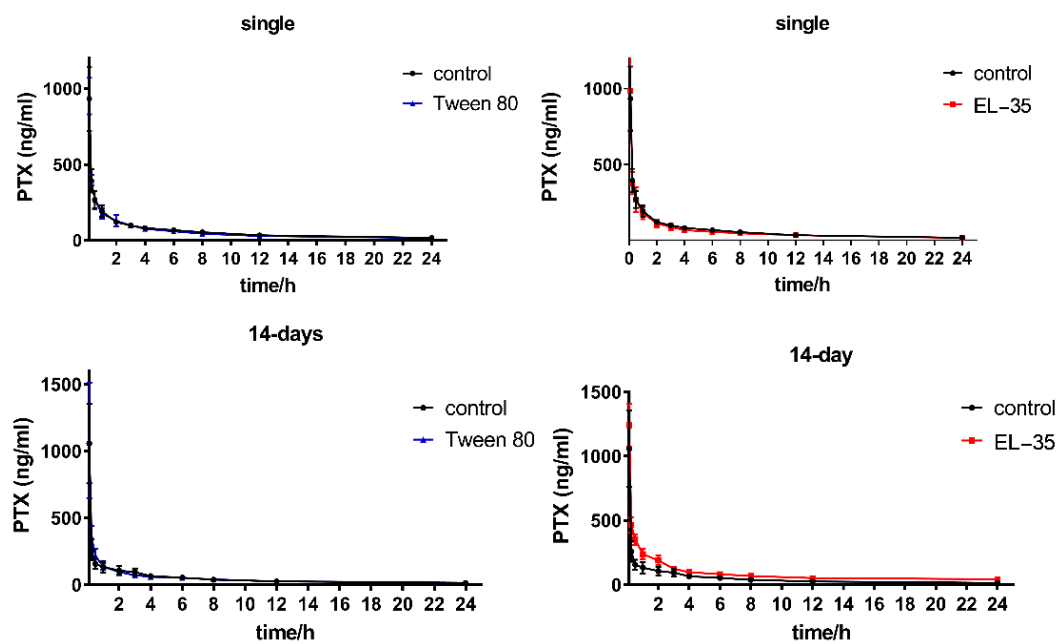 single
PTX (ng/ml)
1000
500
0
2 4 6 8 10 12 14 16 18 20 22 24
time/h
control
Tween 80
single
PTX (ng/ml)
1000
500
0
0 2 4 6 8 10 12 14 16 18 20 22 24
time/h
control
EL-35
14-days
PTX (ng/ml)
1500
1000
500
0
2 4 6 8 10 12 14 16 18 20 22 24
time/h
control
Tween 80
14-day
PTX (ng/ml)
1500
1000
500
0
2 4 6 8 10 12 14 16 18 20 22 24
time/h
control
EL-35